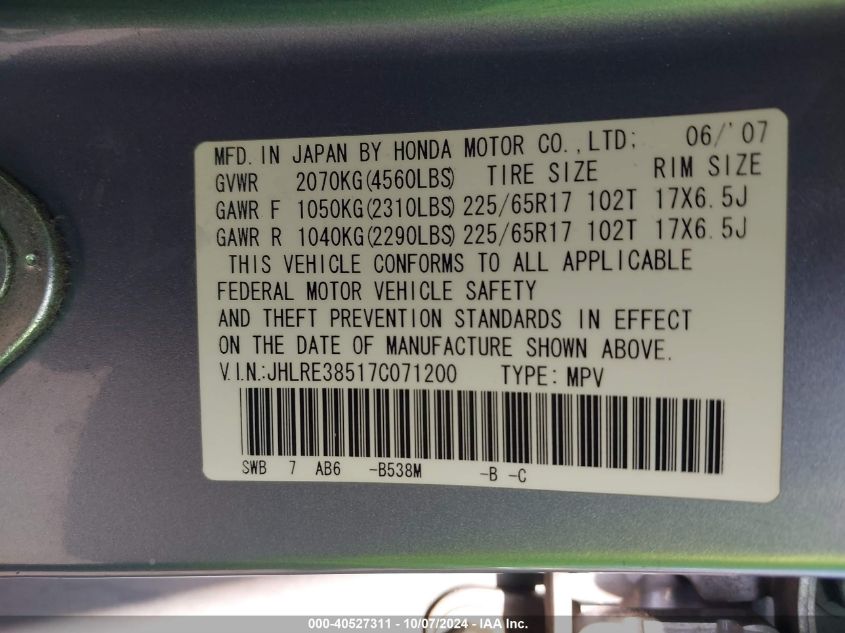 MFD. IN JAPAN BY HONDA MOTOR CO.,LTD; 06/'07
GVWR 2070KG(4560LBS) TIRE SIZE RIM SIZE
GAWR F 1050KG(2310LBS) 225/65R17 102T 17X6.5J
GAWR R 1040KG(2290LBS) 225/65R17 102T 17X6.5J
THIS VEHICLE CONFORMS TO ALL APPLICABLE
FEDERAL MOTOR VEHICLE SAFETY
AND THEFT PREVENTION STANDARDS IN EFFECT
ON THE DATE OF MANUFACTURE SHOWN ABOVE.
V.I.N.:JHLRE38517C071200 TYPE: MPV
SWB 7 AB6 -B538M -B -C
000-40527311 - 10/07/2024 - IAA Inc.